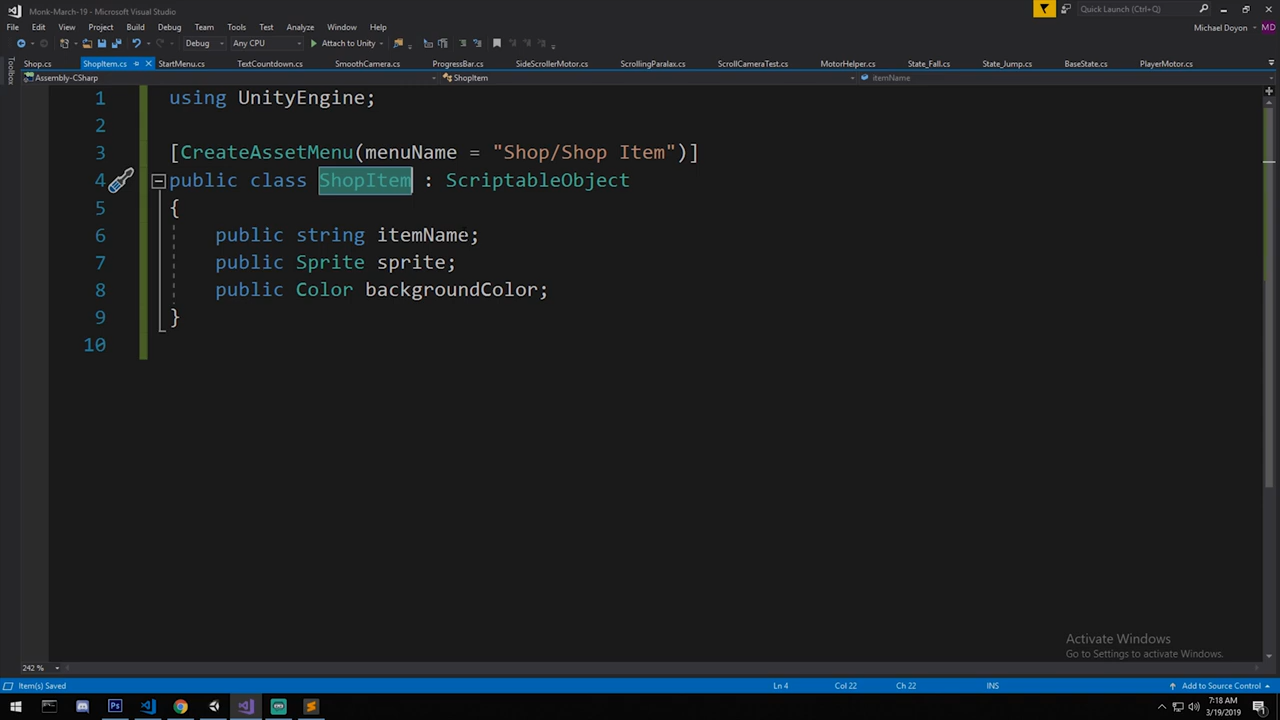 Monk-March-19 - Microsoft Visual Studio
Quick Launch (Ctrl+Q)
File Edit View Project Build Debug Team Tools Test Analyze Window Help
Michael Doyon MD
Debug Any CPU Attach to Unity
Shop.cs ShopItem.cs StartMenu.cs TextCountdown.cs SmoothCamera.cs ProgressBar.cs SideScrollerMotor.cs ScrollingParalax.cs ScrollCameraTest.cs MotorHelper.cs State_Fall.cs State_Jump.cs BaseState.cs PlayerMotor.cs
Toolbox
Assembly-CSharp ShopItem itemName
1 using UnityEngine;
2
3 [CreateAssetMenu(menuName = "Shop/Shop Item")]
4 public class ShopItem : ScriptableObject
5 {
6 public string itemName;
7 public Sprite sprite;
8 public Color backgroundColor;
9 }
10
Activate Windows
Go to Settings to activate Windows.
242 %
Item(s) Saved Ln 4 Col 22 Ch 22 INS Add to Source Control
7:18 AM
3/19/2019
1